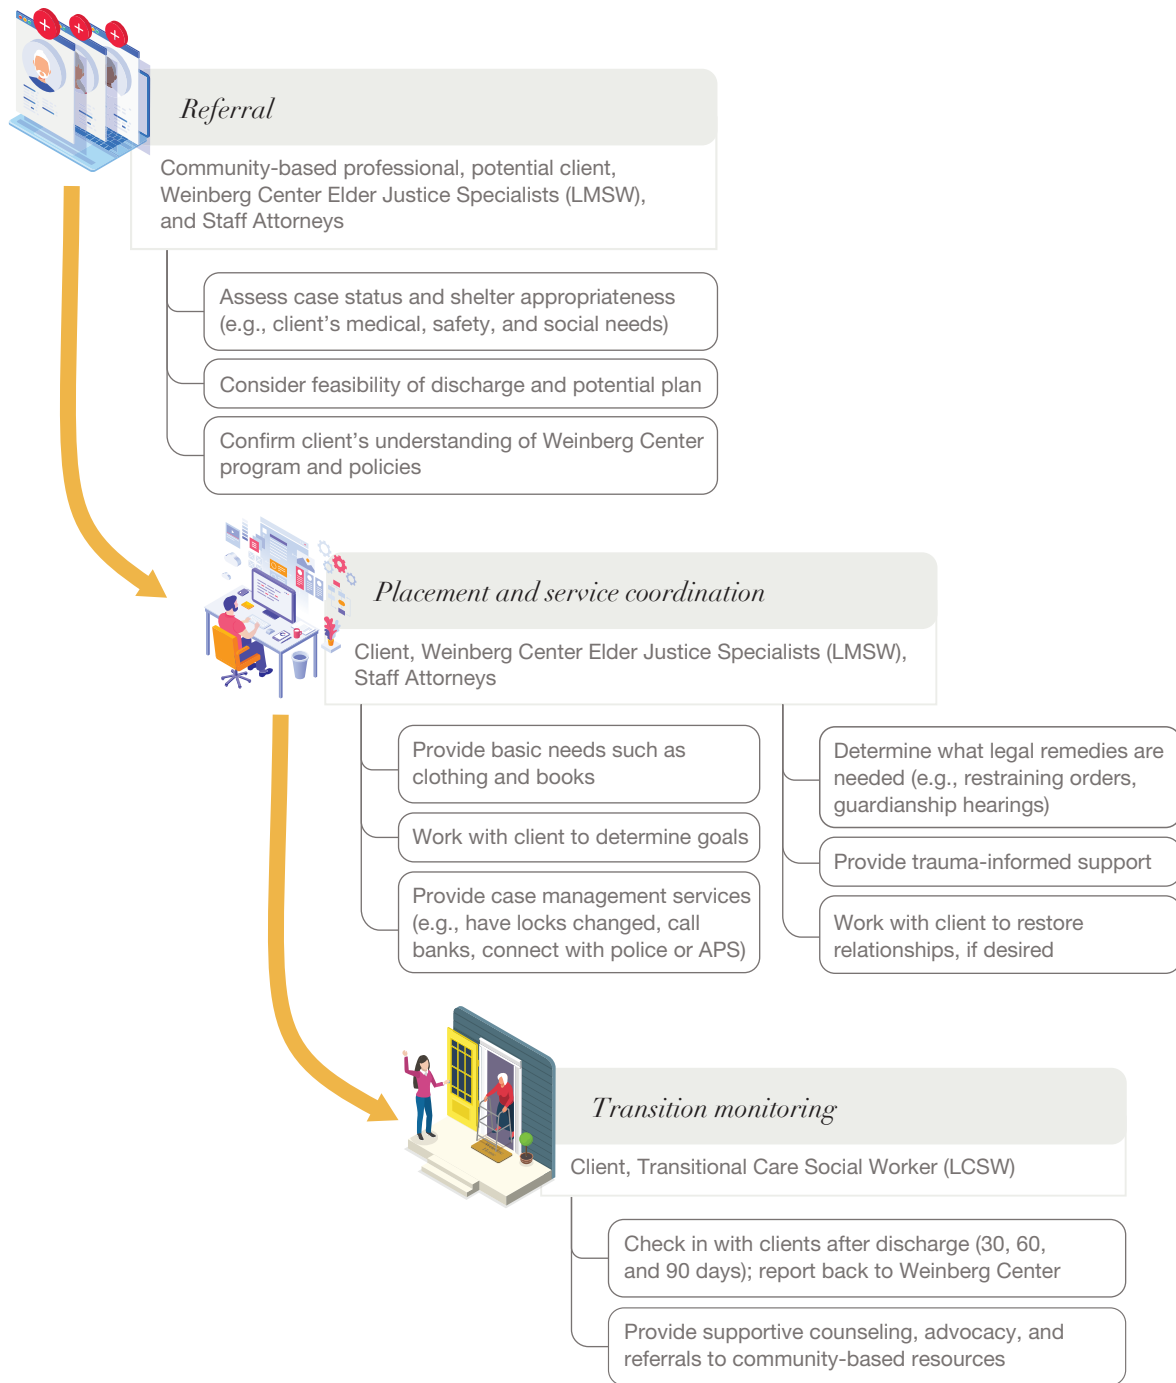 Referral
Community-based professional, potential client,
Weinberg Center Elder Justice Specialists (LMSW),
and Staff Attorneys
Assess case status and shelter appropriateness
(e.g., client’s medical, safety, and social needs)
Consider feasibility of discharge and potential plan
Confirm client’s understanding of Weinberg Center
program and policies
Placement and service coordination
Client, Weinberg Center Elder Justice Specialists (LMSW),
Staff Attorneys
Provide basic needs such as
clothing and books
Work with client to determine goals
Provide case management services
(e.g., have locks changed, call
banks, connect with police or APS)
Determine what legal remedies are
needed (e.g., restraining orders,
guardianship hearings)
Provide trauma-informed support
Work with client to restore
relationships, if desired
Transition monitoring
Client, Transitional Care Social Worker (LCSW)
Check in with clients after discharge (30, 60,
and 90 days); report back to Weinberg Center
Provide supportive counseling, advocacy, and
referrals to community-based resources